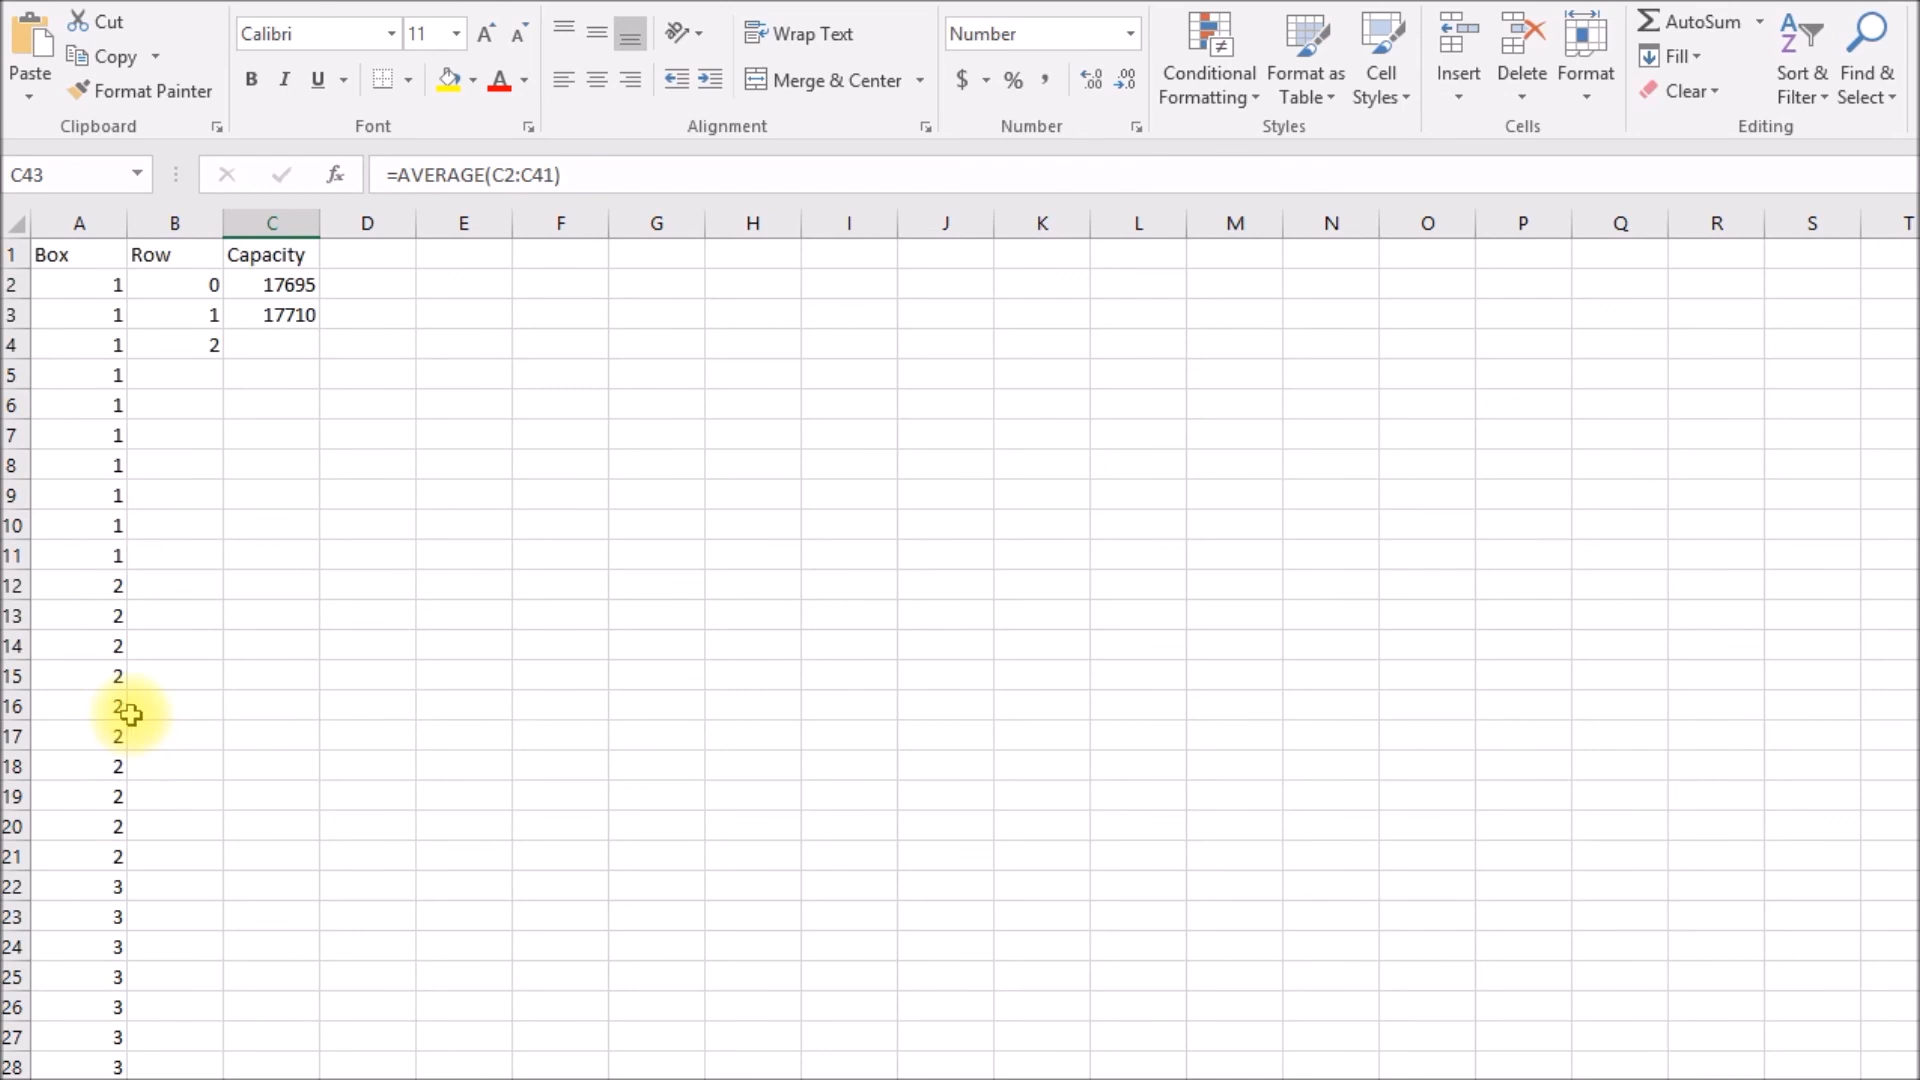 Cut
Calibri
11
Wrap Text
Number
AutoSum
Copy
Fill
Paste
B I U
A
Merge & Center
$ % ,
Conditional Formatting
Format as Table
Cell Styles
Insert
Delete
Format
Sort & Filter
Find & Select
Format Painter
Clear
Clipboard
Font
Alignment
Number
Styles
Cells
Editing
C43
fx
=AVERAGE(C2:C41)
A B C D E F G H I J K L M N O P Q R S T
1 Box Row Capacity
2 1 0 17695
3 1 1 17710
4 1 2
5 1
6 1
7 1
8 1
9 1
10 1
11 1
12 2
13 2
14 2
15 2
16 2
17 2
18 2
19 2
20 2
21 2
22 3
23 3
24 3
25 3
26 3
27 3
28 3